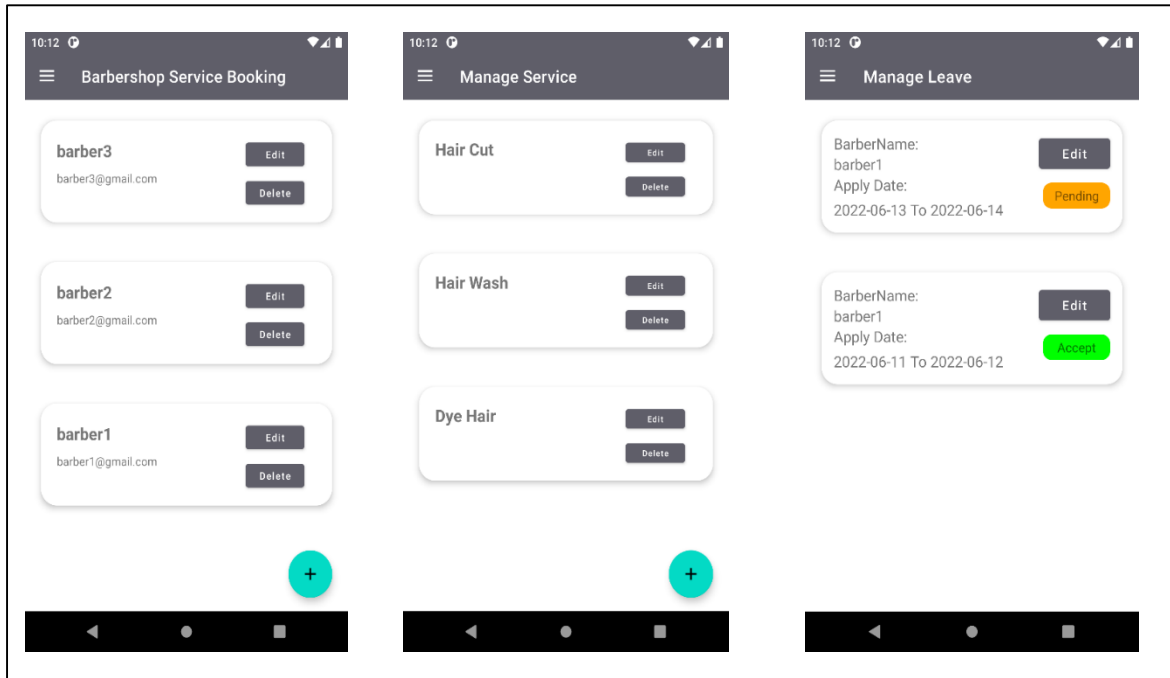 10:12
Barbershop Service Booking
barber3
barber3@gmail.com
Edit
Delete
barber2
barber2@gmail.com
Edit
Delete
barber1
barber1@gmail.com
Edit
Delete
+
10:12
Manage Service
Hair Cut
Edit
Delete
Hair Wash
Edit
Delete
Dye Hair
Edit
Delete
+
10:12
Manage Leave
BarberName:
barber1
Apply Date:
2022-06-13 To 2022-06-14
Edit
Pending
BarberName:
barber1
Apply Date:
2022-06-11 To 2022-06-12
Edit
Accept